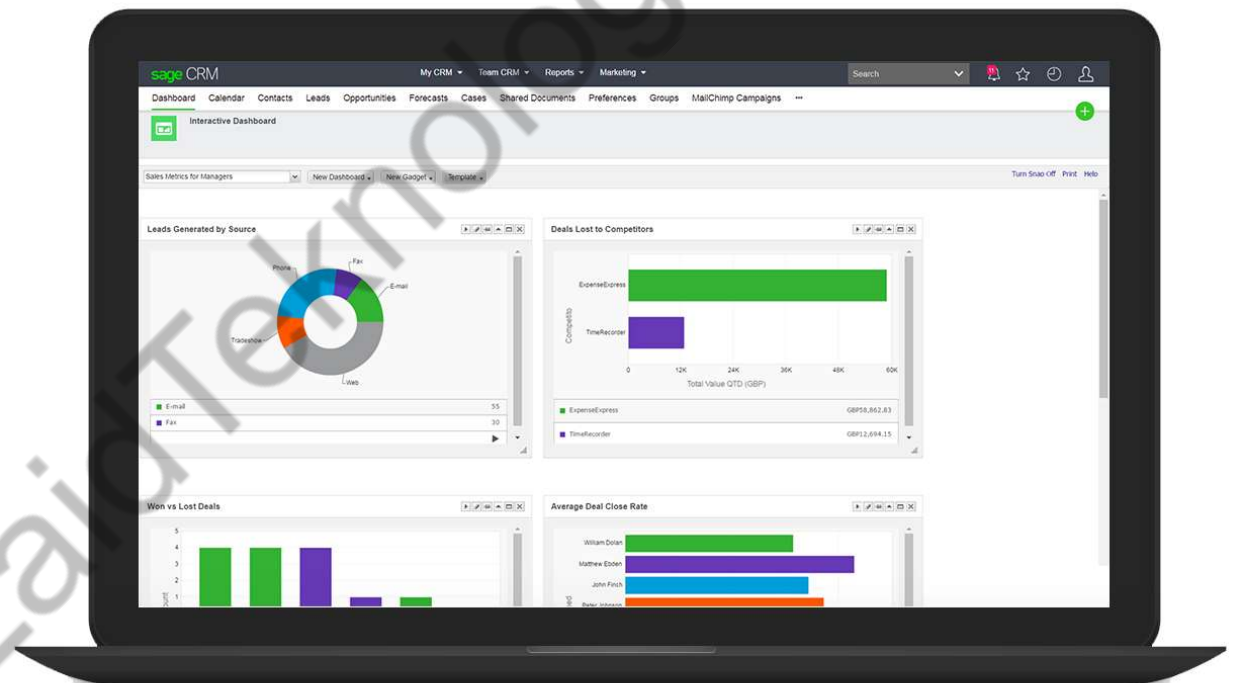 sage CRM
My CRM Team CRM Reports Marketing
Search
11
Dashboard Calendar Contacts Leads Opportunities Forecasts Cases Shared Documents Preferences Groups MailChimp Campaigns ...
Interactive Dashboard
Sales Metrics for Managers New Dashboard New Gadget Template
Turn Snap Off Print Help
Leads Generated by Source
Phone
Fax
E-mail
Tradeshow
Web
E-mail 55
Fax 30
Deals Lost to Competitors
ExpenseExpress
TimeRecorder
Competito
0 12K 24K 36K 48K 60K
Total Value QTD (GBP)
ExpenseExpress GBP58,862.83
TimeRecorder GBP12,694.15
Won vs Lost Deals
5
4
3
2
1
Average Deal Close Rate
William Dolan
Matthew Ebden
John Finch
Peter Johnson